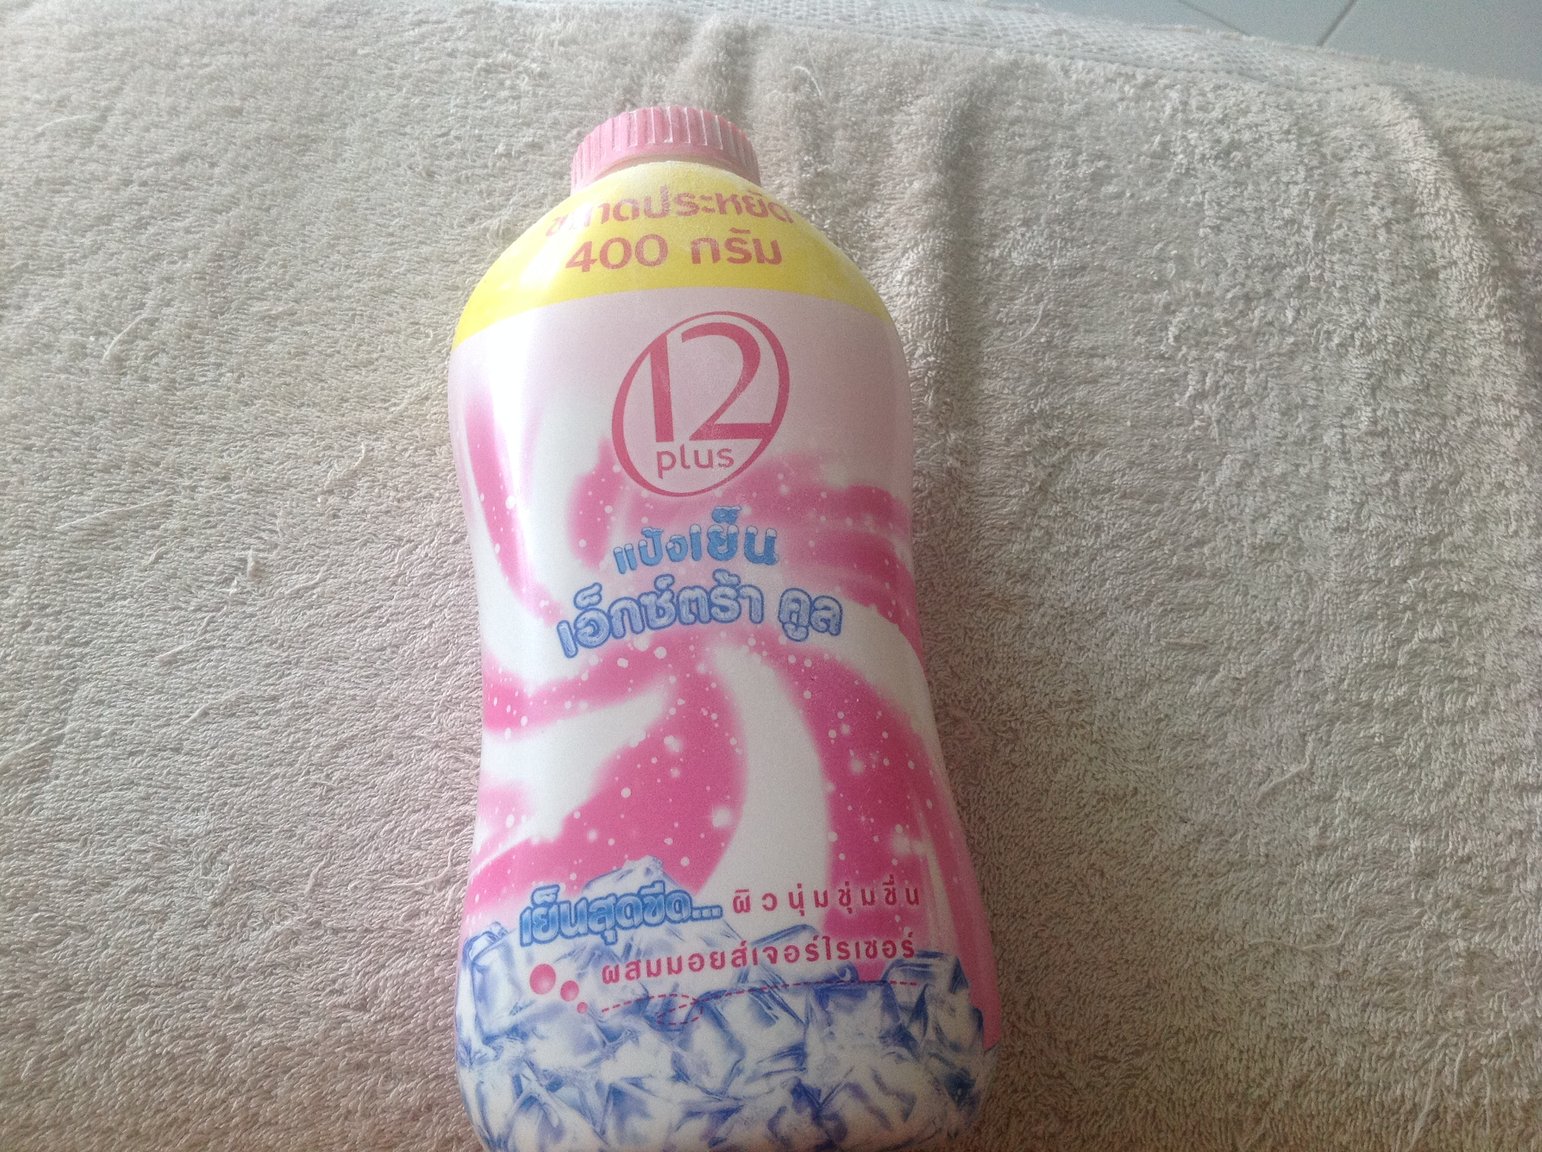 ขนาดประหยัด
400 กรัม
12
plus
แป้งเย็น
เอ็กซ์ตร้า คูล
เย็นสุดขีด... ผิวนุ่มชุ่มชื่น
ผสมมอยส์เจอร์ไรเซอร์